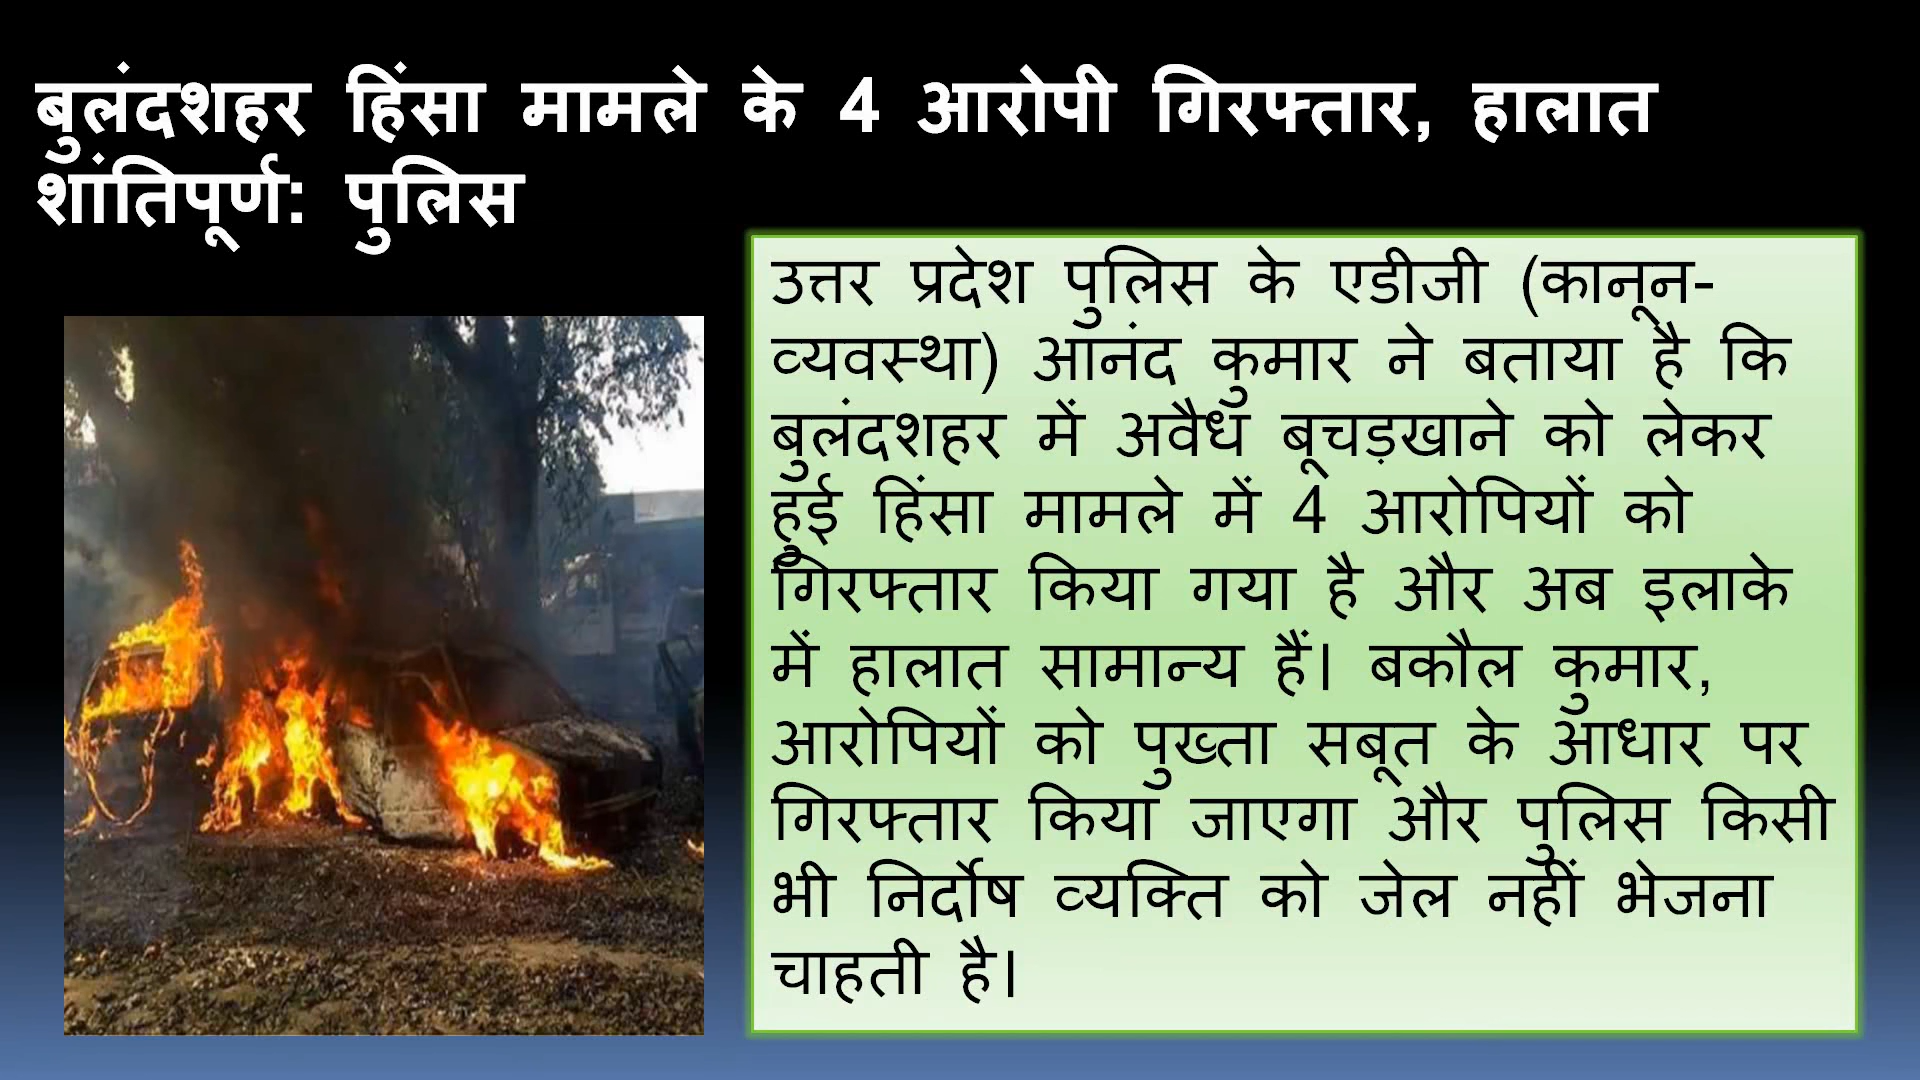 बुलंदशहर हिंसा मामले के 4 आरोपी गिरफ्तार, हालात
शांतिपूर्ण: पुलिस
उत्तर प्रदेश पुलिस के एडीजी (कानून-
व्यवस्था) आनंद कुमार ने बताया है कि
बुलंदशहर में अवैध बूचड़खाने को लेकर
हुई हिंसा मामले में 4 आरोपियों को
गिरफ्तार किया गया है और अब इलाके
में हालात सामान्य हैं। बकौल कुमार,
आरोपियों को पुख्ता सबूत के आधार पर
गिरफ्तार किया जाएगा और पुलिस किसी
भी निर्दोष व्यक्ति को जेल नहीं भेजना
चाहती है।